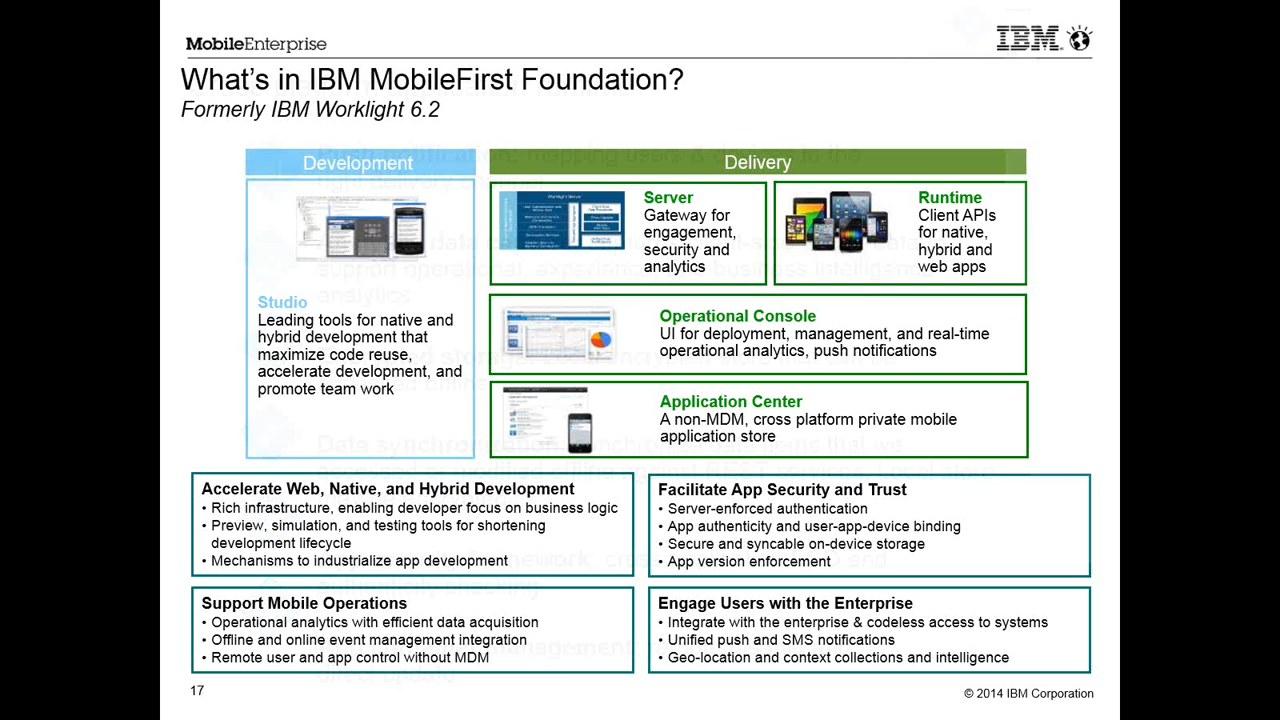 MobileEnterprise
IBM
What's in IBM MobileFirst Foundation?
Formerly IBM Worklight 6.2
Development
Delivery
Studio
Leading tools for native and
hybrid development that
maximize code reuse,
accelerate development, and
promote team work
Server
Gateway for
engagement,
security and
analytics
Runtime
Client APIs
for native,
hybrid and
web apps
Operational Console
UI for deployment, management, and real-time
operational analytics, push notifications
Application Center
A non-MDM, cross platform private mobile
application store
Accelerate Web, Native, and Hybrid Development
• Rich infrastructure, enabling developer focus on business logic
• Preview, simulation, and testing tools for shortening
development lifecycle
• Mechanisms to industrialize app development
Facilitate App Security and Trust
• Server-enforced authentication
• App authenticity and user-app-device binding
• Secure and syncable on-device storage
• App version enforcement
Support Mobile Operations
• Operational analytics with efficient data acquisition
• Offline and online event management integration
• Remote user and app control without MDM
Engage Users with the Enterprise
• Integrate with the enterprise & codeless access to systems
• Unified push and SMS notifications
• Geo-location and context collections and intelligence
17
© 2014 IBM Corporation